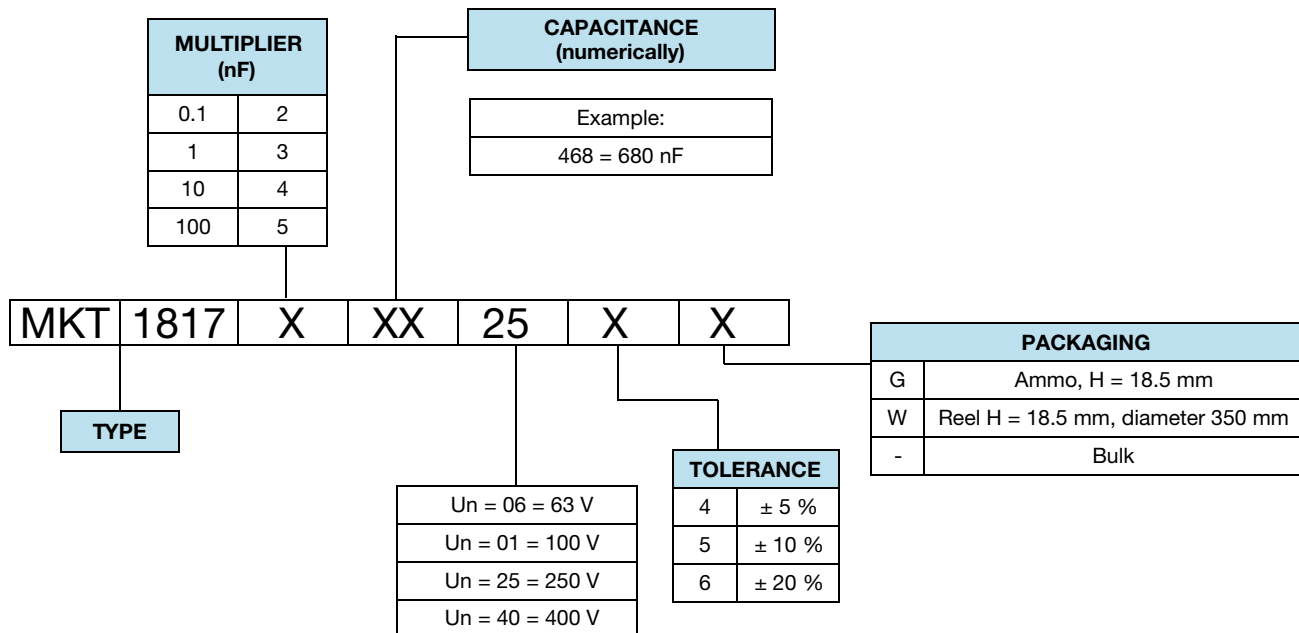 MULTIPLIER
(nF)
0.1 2
1 3
10 4
100 5
CAPACITANCE
(numerically)
Example:
468 = 680 nF
MKT 1817 X XX 25 X X
TYPE
Un = 06 = 63 V
Un = 01 = 100 V
Un = 25 = 250 V
Un = 40 = 400 V
TOLERANCE
4 ± 5 %
5 ± 10 %
6 ± 20 %
PACKAGING
G Ammo, H = 18.5 mm
W Reel H = 18.5 mm, diameter 350 mm
- Bulk